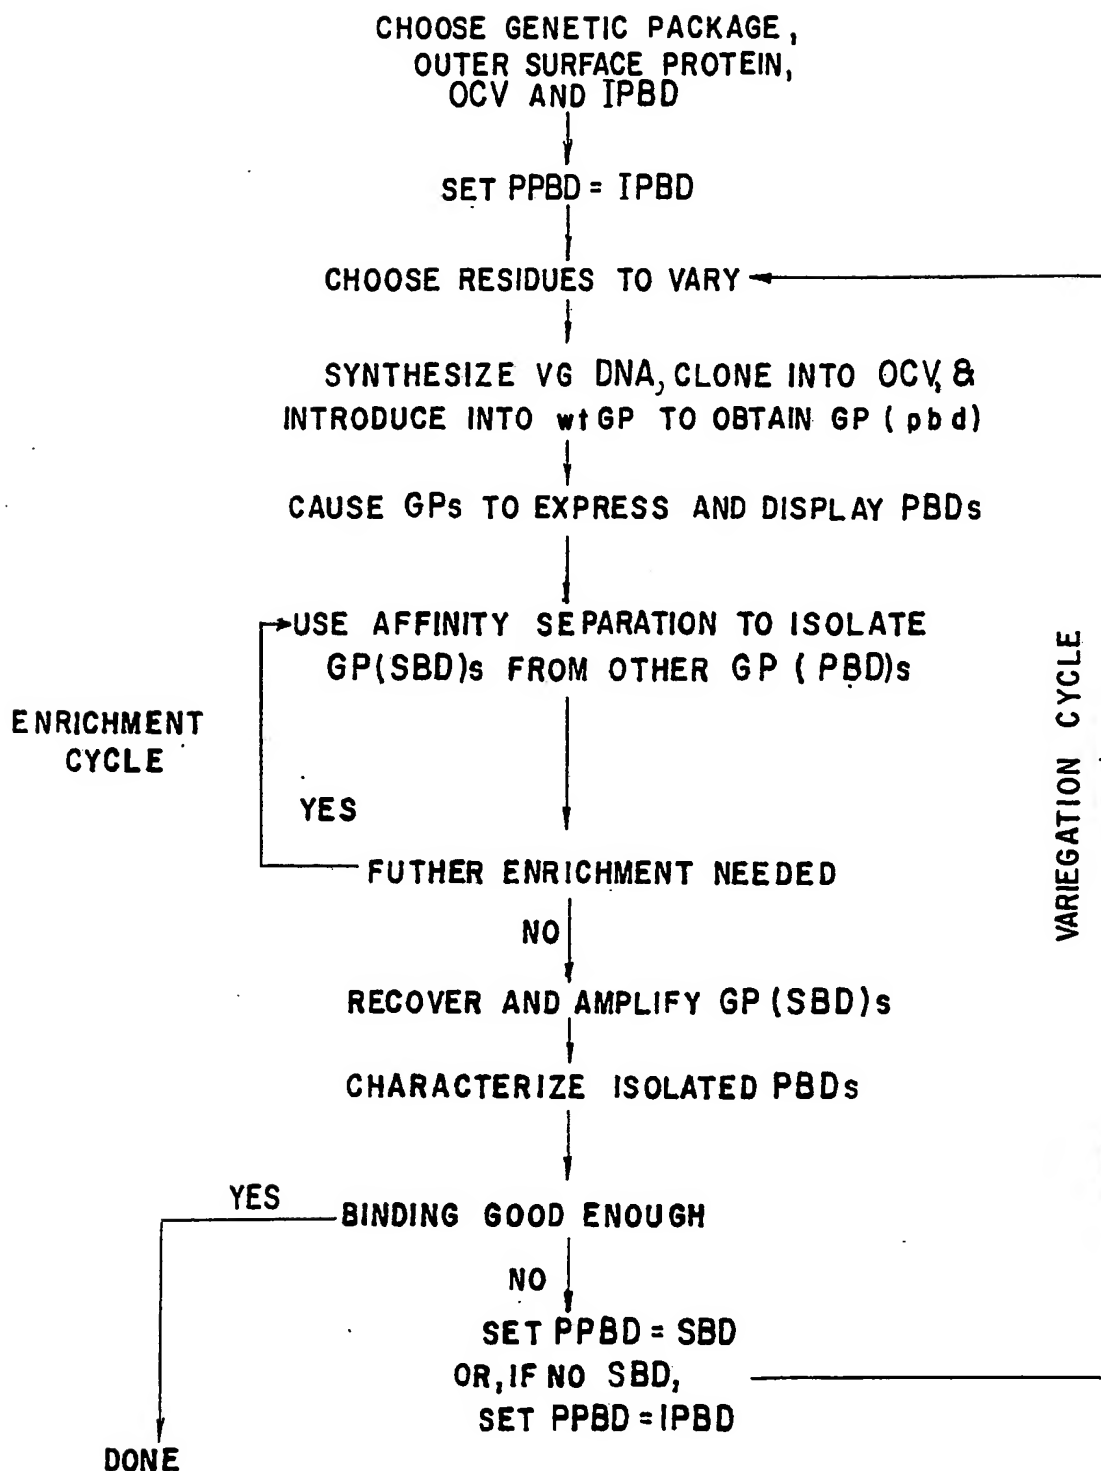 CHOOSE GENETIC PACKAGE,
OUTER SURFACE PROTEIN,
OCV AND IPBD
SET PPBD = IPBD
CHOOSE RESIDUES TO VARY
SYNTHESIZE VG DNA, CLONE INTO OCV, &
INTRODUCE INTO wtGP TO OBTAIN GP (pbd)
CAUSE GPs TO EXPRESS AND DISPLAY PBDs
USE AFFINITY SEPARATION TO ISOLATE
GP(SBD)s FROM OTHER GP (PBD)s
ENRICHMENT
CYCLE
YES
FUTHER ENRICHMENT NEEDED
NO
RECOVER AND AMPLIFY GP (SBD)s
CHARACTERIZE ISOLATED PBDs
YES
BINDING GOOD ENOUGH
NO
SET PPBD = SBD
OR, IF NO SBD,
SET PPBD = IPBD
DONE
VARIEGATION CYCLE